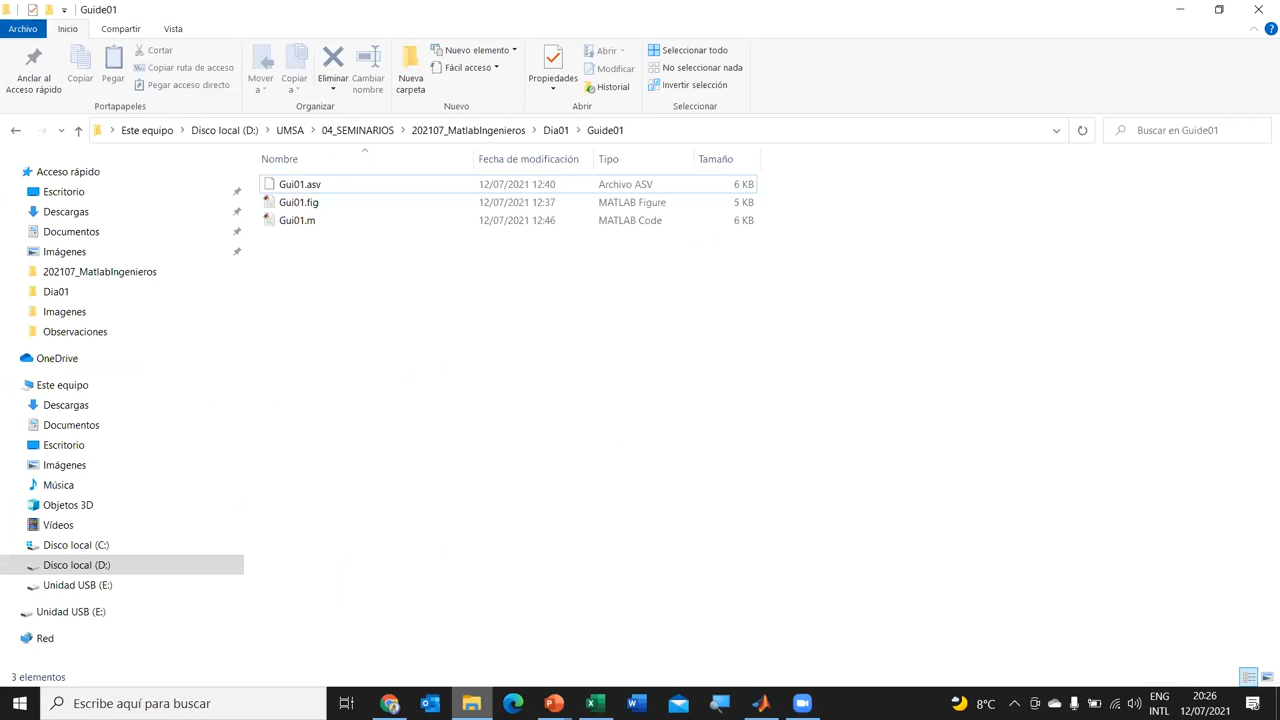 Guide01
Archivo Inicio Compartir Vista
Anclar al Acceso rápido
Copiar
Pegar
Cortar
Copiar ruta de acceso
Pegar acceso directo
Portapapeles
Mover a
Copiar a
Eliminar
Cambiar nombre
Organizar
Nueva carpeta
Nuevo elemento
Fácil acceso
Nuevo
Propiedades
Abrir
Modificar
Historial
Abrir
Seleccionar todo
No seleccionar nada
Invertir selección
Seleccionar
Este equipo > Disco local (D:) > UMSA > 04_SEMINARIOS > 202107_MatlabIngenieros > Dia01 > Guide01
Buscar en Guide01
Nombre Fecha de modificación Tipo Tamaño
Gui01.asv 12/07/2021 12:40 Archivo ASV 6 KB
Gui01.fig 12/07/2021 12:37 MATLAB Figure 5 KB
Gui01.m 12/07/2021 12:46 MATLAB Code 6 KB
Acceso rápido
Escritorio
Descargas
Documentos
Imágenes
202107_MatlabIngenieros
Dia01
Imagenes
Observaciones
OneDrive
Este equipo
Descargas
Documentos
Escritorio
Imágenes
Música
Objetos 3D
Vídeos
Disco local (C:)
Disco local (D:)
Unidad USB (E:)
Unidad USB (E:)
Red
3 elementos
Escribe aquí para buscar
8°C
ENG
INTL
20:26
12/07/2021